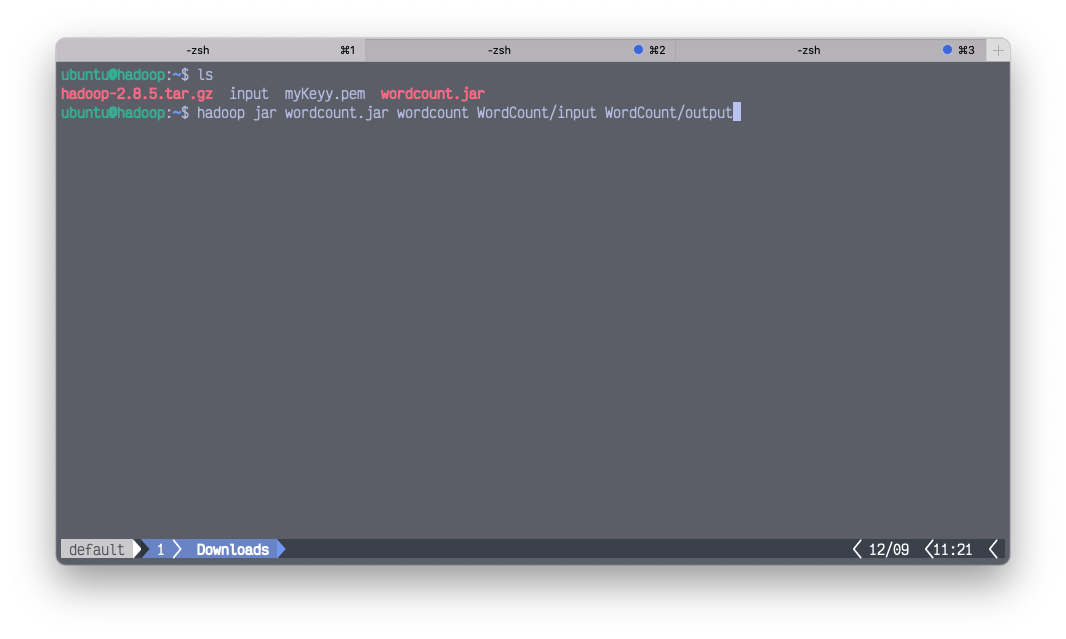 -zsh ⌘1 -zsh ⌘2 -zsh ⌘3
ubuntu@hadoop:~$ ls
hadoop-2.8.5.tar.gz input myKeyy.pem wordcount.jar
ubuntu@hadoop:~$ hadoop jar wordcount.jar wordcount WordCount/input WordCount/output
default 1 Downloads 12/09 11:21